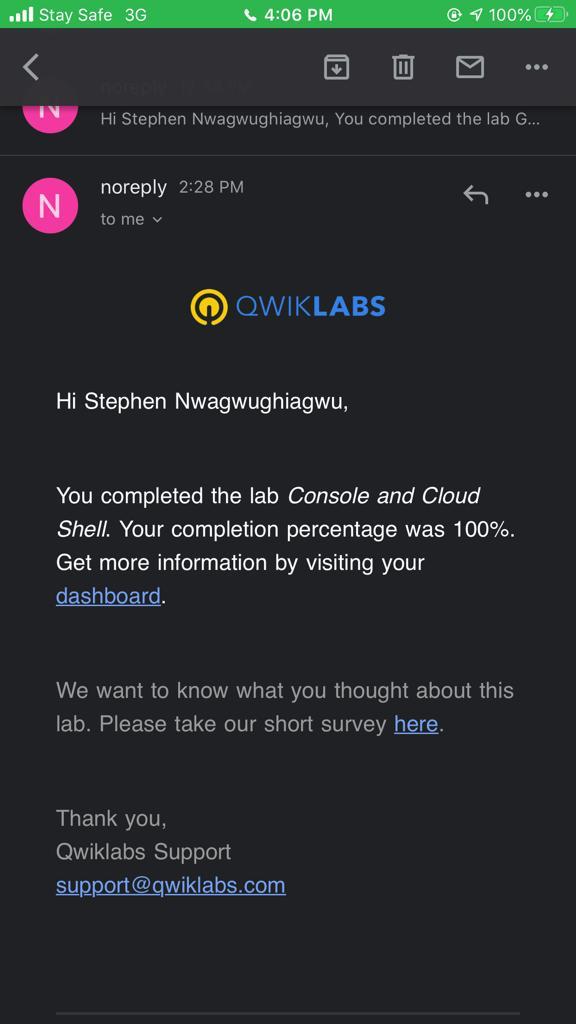 Stay Safe 3G 4:06 PM 100%
noreply
N
Hi Stephen Nwagwughiagwu, You completed the lab G...
N
noreply 2:28 PM
to me
QWIKLABS
Hi Stephen Nwagwughiagwu,
You completed the lab Console and Cloud
Shell. Your completion percentage was 100%.
Get more information by visiting your
dashboard.
We want to know what you thought about this
lab. Please take our short survey here.
Thank you,
Qwiklabs Support
support@qwiklabs.com